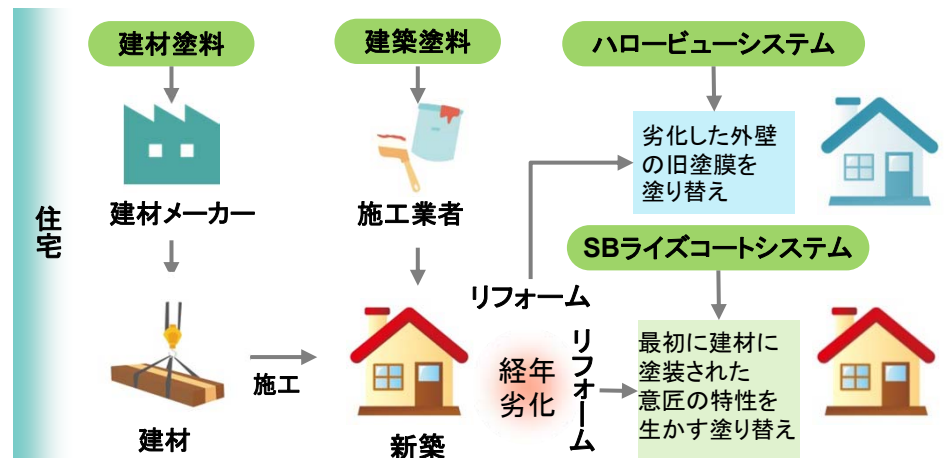 住宅
建材塗料
建材メーカー
建材
施工
建築塗料
施工業者
新築
経年
劣化
リフォーム
リフォーム
ハロービューシステム
劣化した外壁
の旧塗膜を
塗り替え
SBライズコートシステム
最初に建材に
塗装された
意匠の特性を
生かす塗り替え